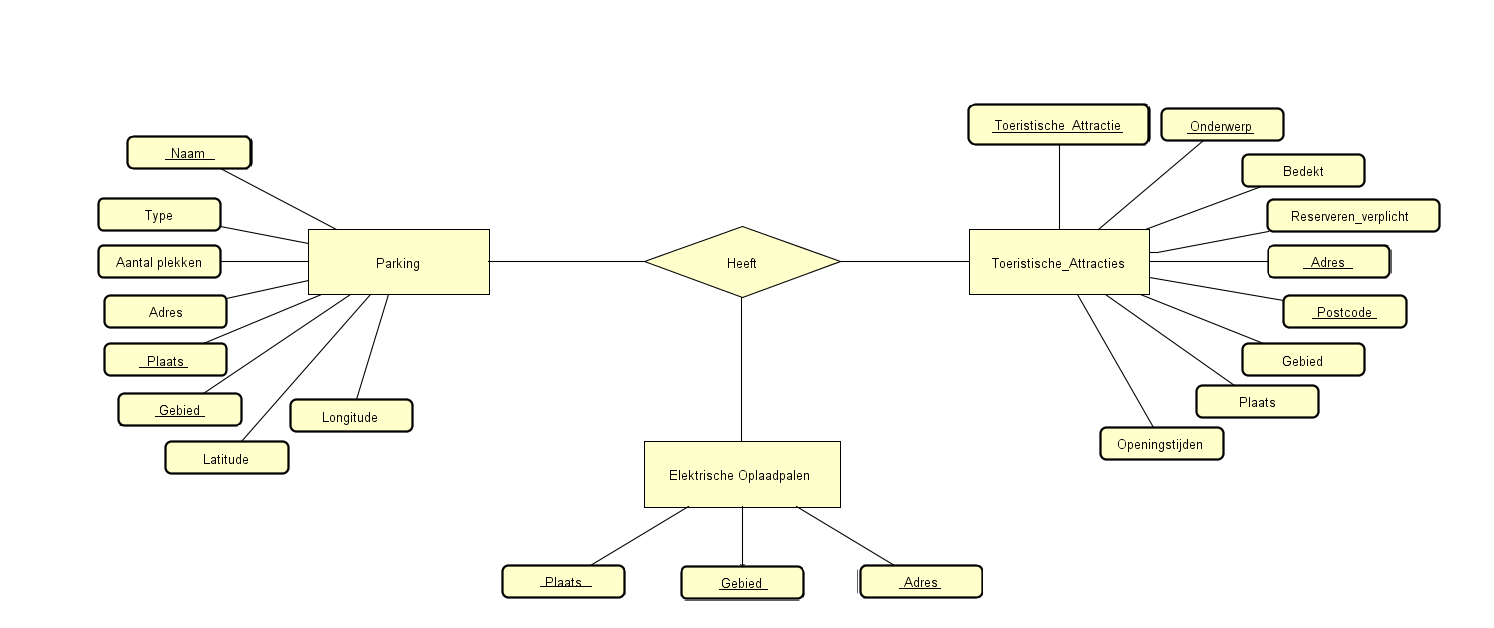 Toeristische_Attractie
Onderwerp
Naam
Bedekt
Type
Reserveren_verplicht
Aantal plekken
Parking
Heeft
Toeristische_Attracties
Adres
Adres
Postcode
Plaats
Gebied
Gebied
Plaats
Longitude
Latitude
Openingstijden
Elektrische Oplaadpalen
Plaats
Gebied
Adres